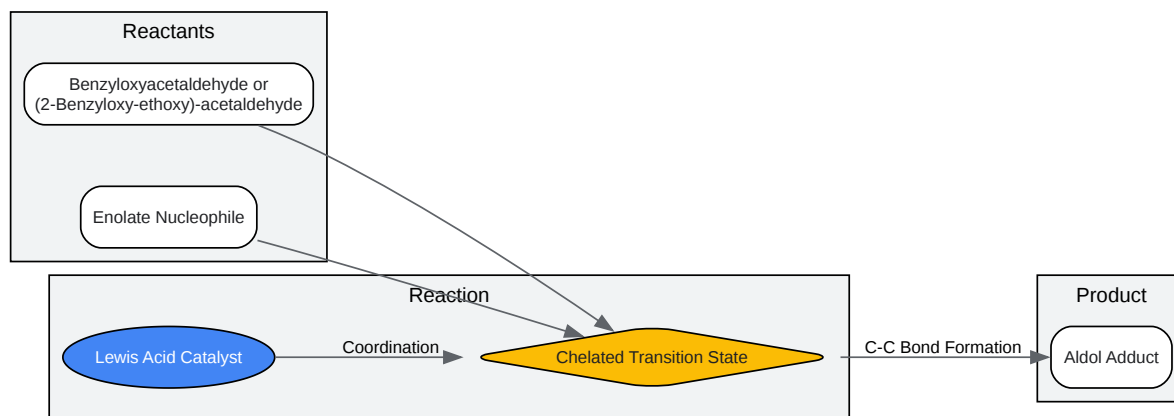 Reactants
Benzyloxyacetaldehyde or
(2-Benzyloxy-ethoxy)-acetaldehyde
Enolate Nucleophile
Reaction
Lewis Acid Catalyst
Coordination
Chelated Transition State
C-C Bond Formation
Product
Aldol Adduct